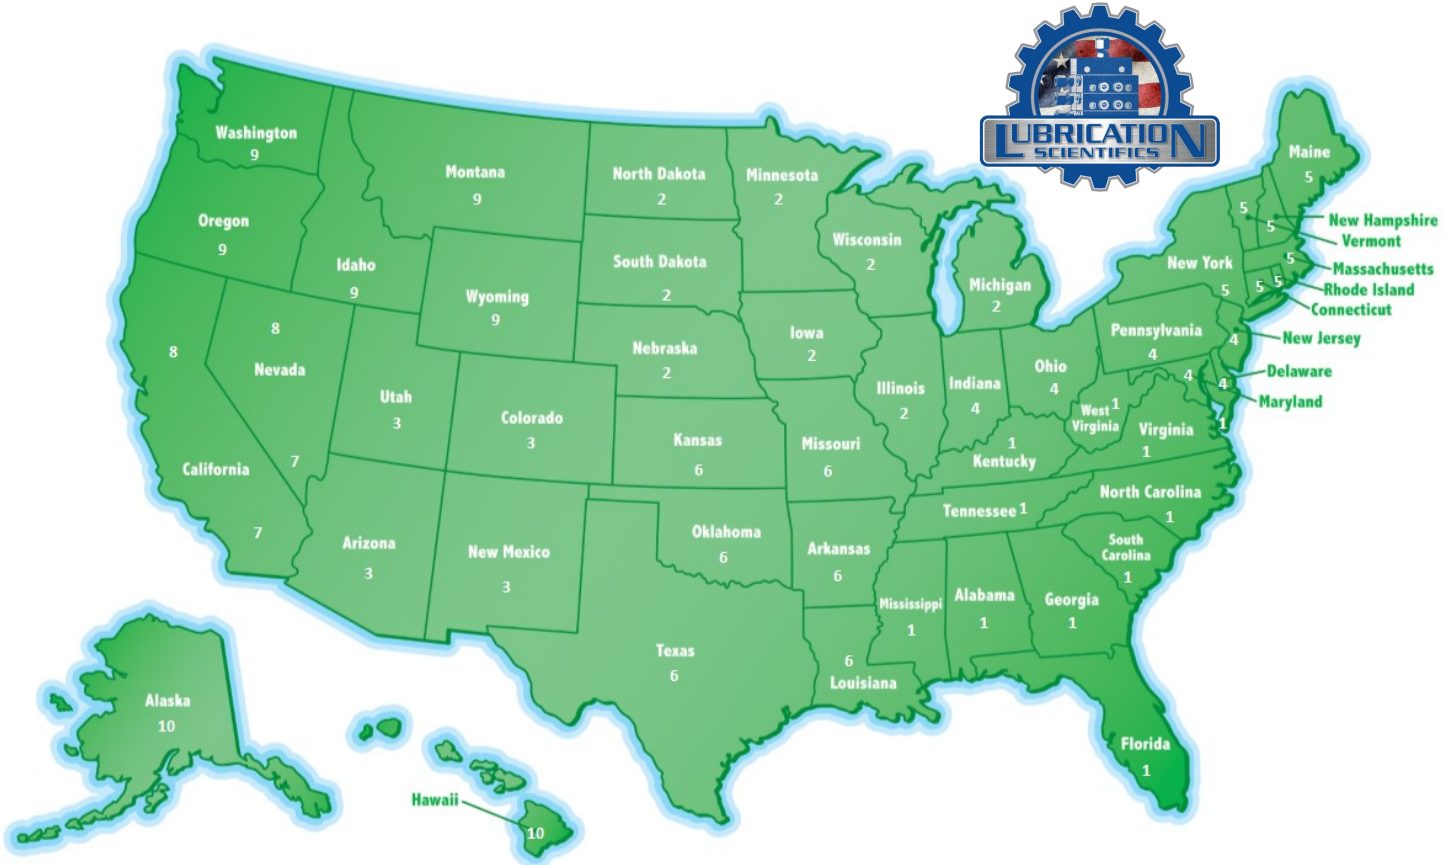 LUBRICATION
SCIENTIFICS
Washington
9
Oregon
9
Idaho
9
Montana
9
Wyoming
9
North Dakota
2
South Dakota
2
Nebraska
2
Minnesota
2
Wisconsin
2
Michigan
2
Iowa
2
Illinois
2
Indiana
4
Ohio
4
Pennsylvania
4
New York
5
Maine
5
5
5
New Hampshire
Vermont
5
Massachusetts
5
Rhode Island
5
Connecticut
4
New Jersey
4
Delaware
4
Maryland
1
8
8
Nevada
7
California
7
Utah
3
Colorado
3
Arizona
3
New Mexico
3
Kansas
6
Missouri
6
Oklahoma
6
Arkansas
6
Texas
6
6
Louisiana
1
Kentucky
West
Virginia
1
Virginia
1
Tennessee 1
North Carolina
1
South
Carolina
1
Mississippi
1
Alabama
1
Georgia
1
Florida
1
Alaska
10
Hawaii
10